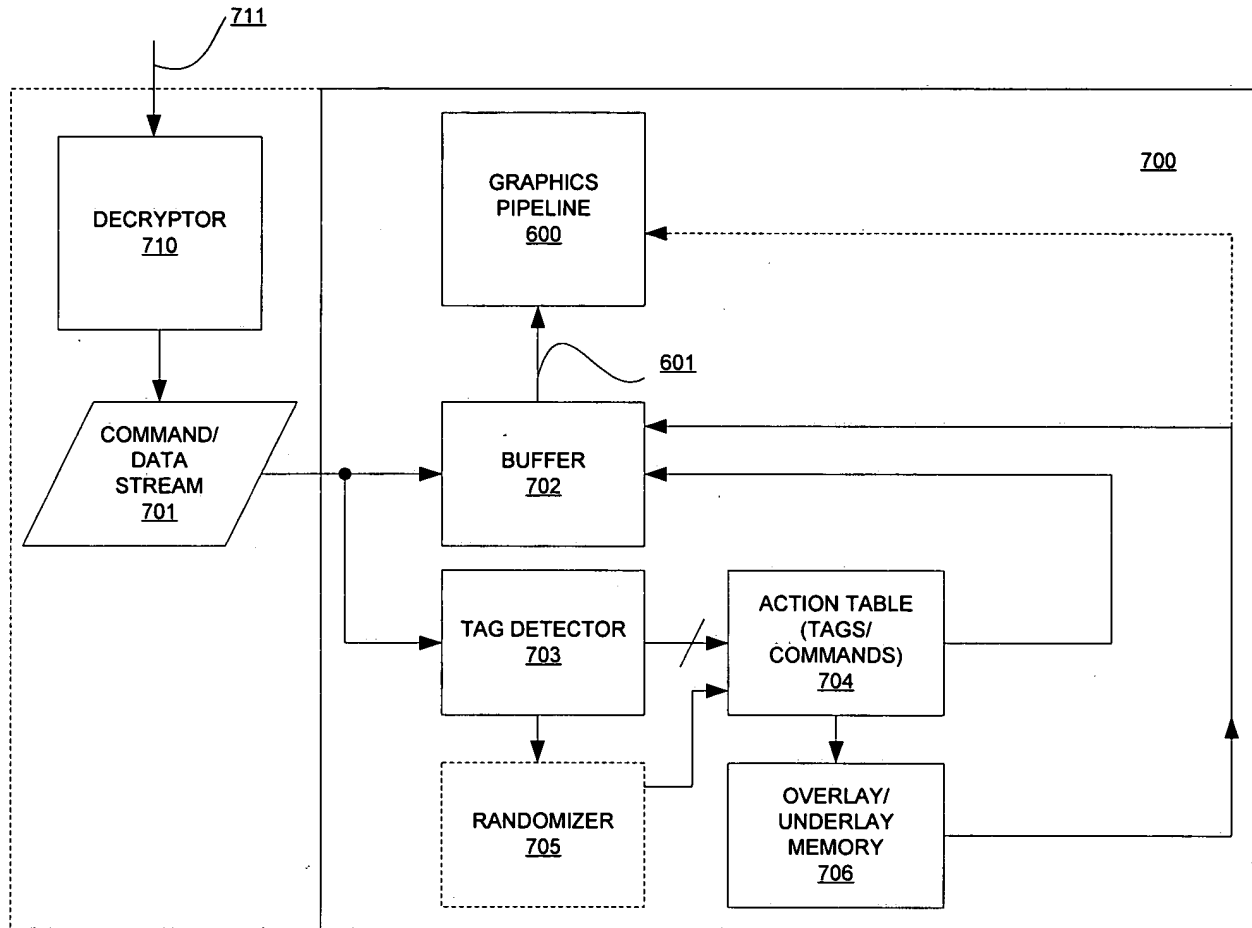 711
700
DECRYPTOR
710
GRAPHICS
PIPELINE
600
601
COMMAND/
DATA
STREAM
701
BUFFER
702
TAG DETECTOR
703
ACTION TABLE
(TAGS/
COMMANDS)
704
RANDOMIZER
705
OVERLAY/
UNDERLAY
MEMORY
706